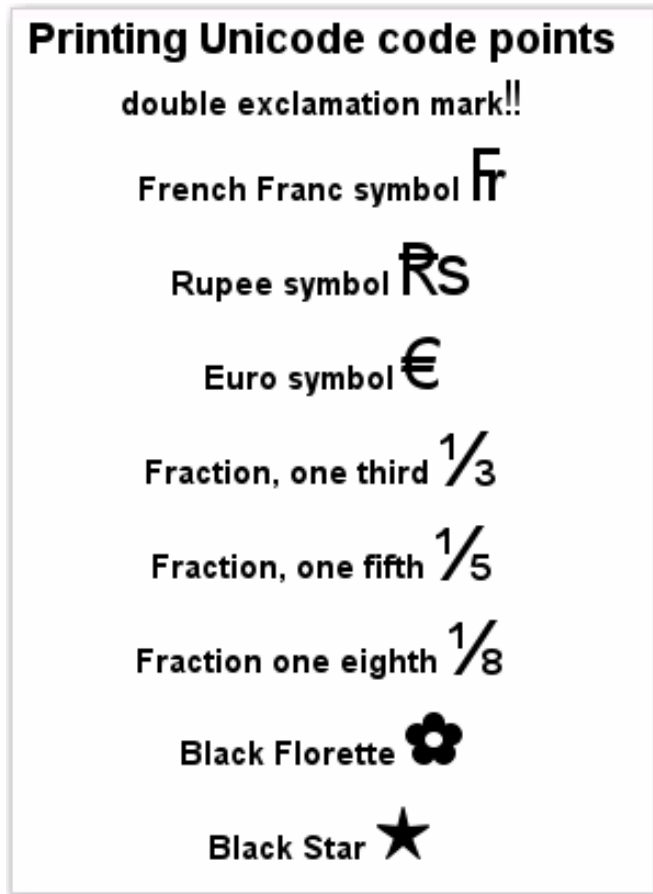 Printing Unicode code points
double exclamation mark‼
French Franc symbol ₣
Rupee symbol ₨
Euro symbol €
Fraction, one third ⅓
Fraction, one fifth ⅕
Fraction one eighth ⅛
Black Florette ✿
Black Star ★